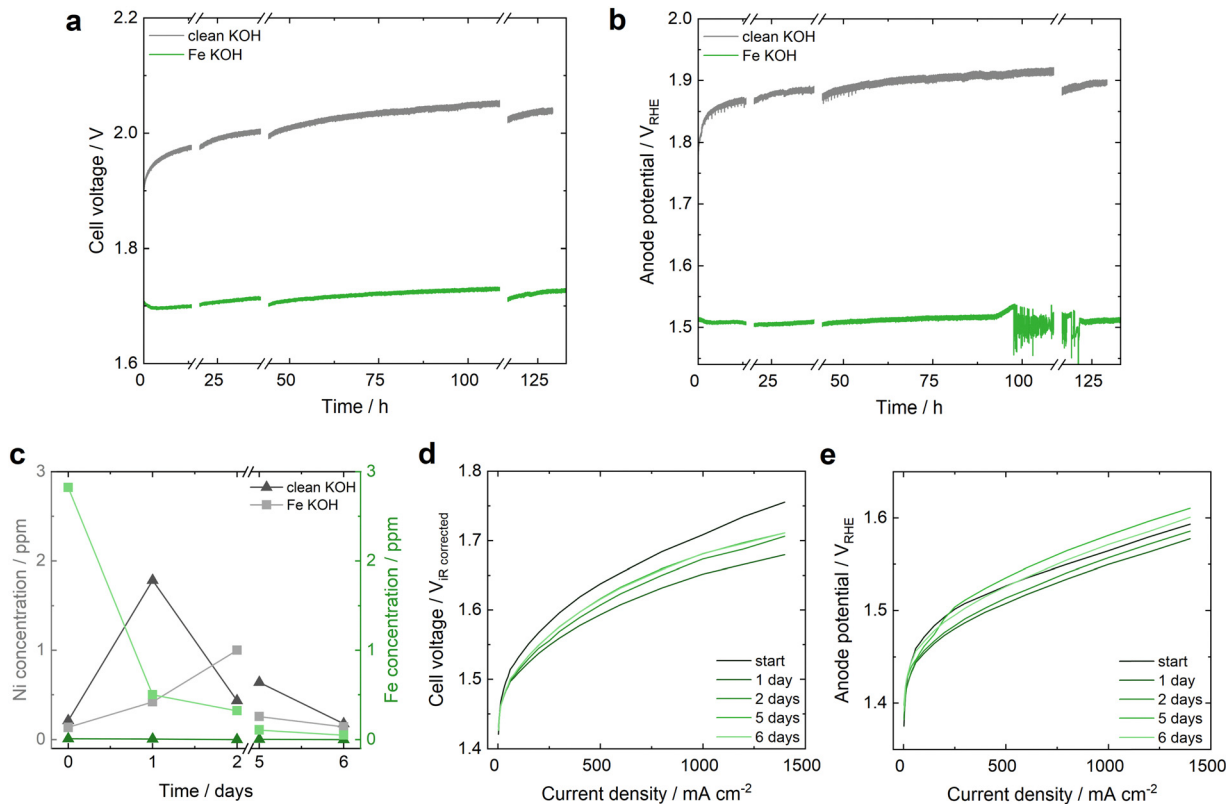 a
2.2
clean KOH
Fe KOH
2.0
1.8
1.6
Cell voltage / V
0
25
50
75
100
125
Time / h
b
2.0
clean KOH
Fe KOH
1.9
1.8
1.7
1.6
1.5
Anode potential / V_RHE
0
25
50
75
100
125
Time / h
c
3
2
1
0
Ni concentration / ppm
clean KOH
Fe KOH
3
2
1
0
Fe concentration / ppm
0
1
2
5
6
Time / days
d
1.8
1.7
1.6
1.5
1.4
Cell voltage / V_iR corrected
start
1 day
2 days
5 days
6 days
0
500
1000
1500
Current density / mA cm⁻²
e
1.6
1.5
1.4
Anode potential / V_RHE
start
1 day
2 days
5 days
6 days
0
500
1000
1500
Current density / mA cm⁻²